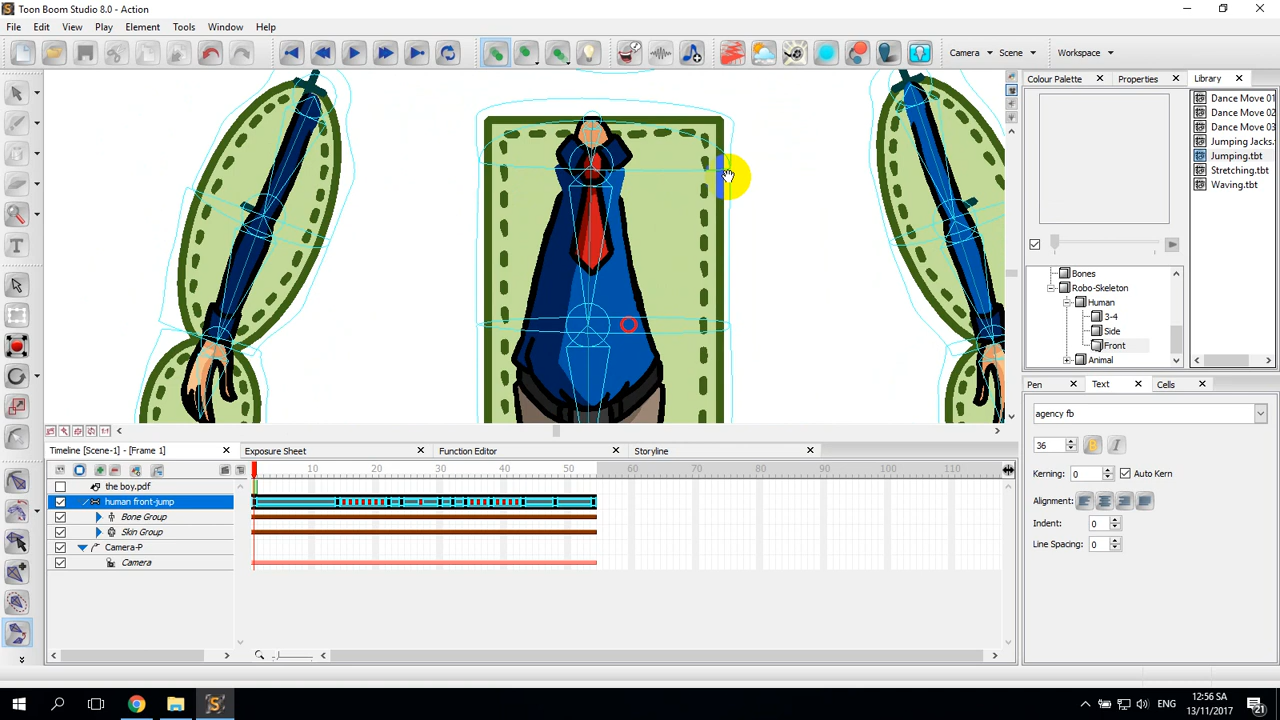 Toon Boom Studio 8.0 - Action
File Edit View Play Element Tools Window Help
Camera Scene Workspace
Colour Palette Properties Library
Dance Move 01
Dance Move 02
Dance Move 03
Jumping Jacks.
Jumping.tbt
Stretching.tbt
Waving.tbt
Bones
Robo-Skeleton
Human
3-4
Side
Front
Animal
Pen Text Cells
agency fb
36 B I
Kerning: 0 Auto Kern
Alignment:
Indent: 0
Line Spacing: 0
Timeline [Scene-1] - [Frame 1] Exposure Sheet Function Editor Storyline
10 20 30 40 50 60 70 80 90 100 110
the boy.pdf
human front-jump
Bone Group
Skin Group
Camera-P
Camera
ENG
12:56 SA
13/11/2017
21